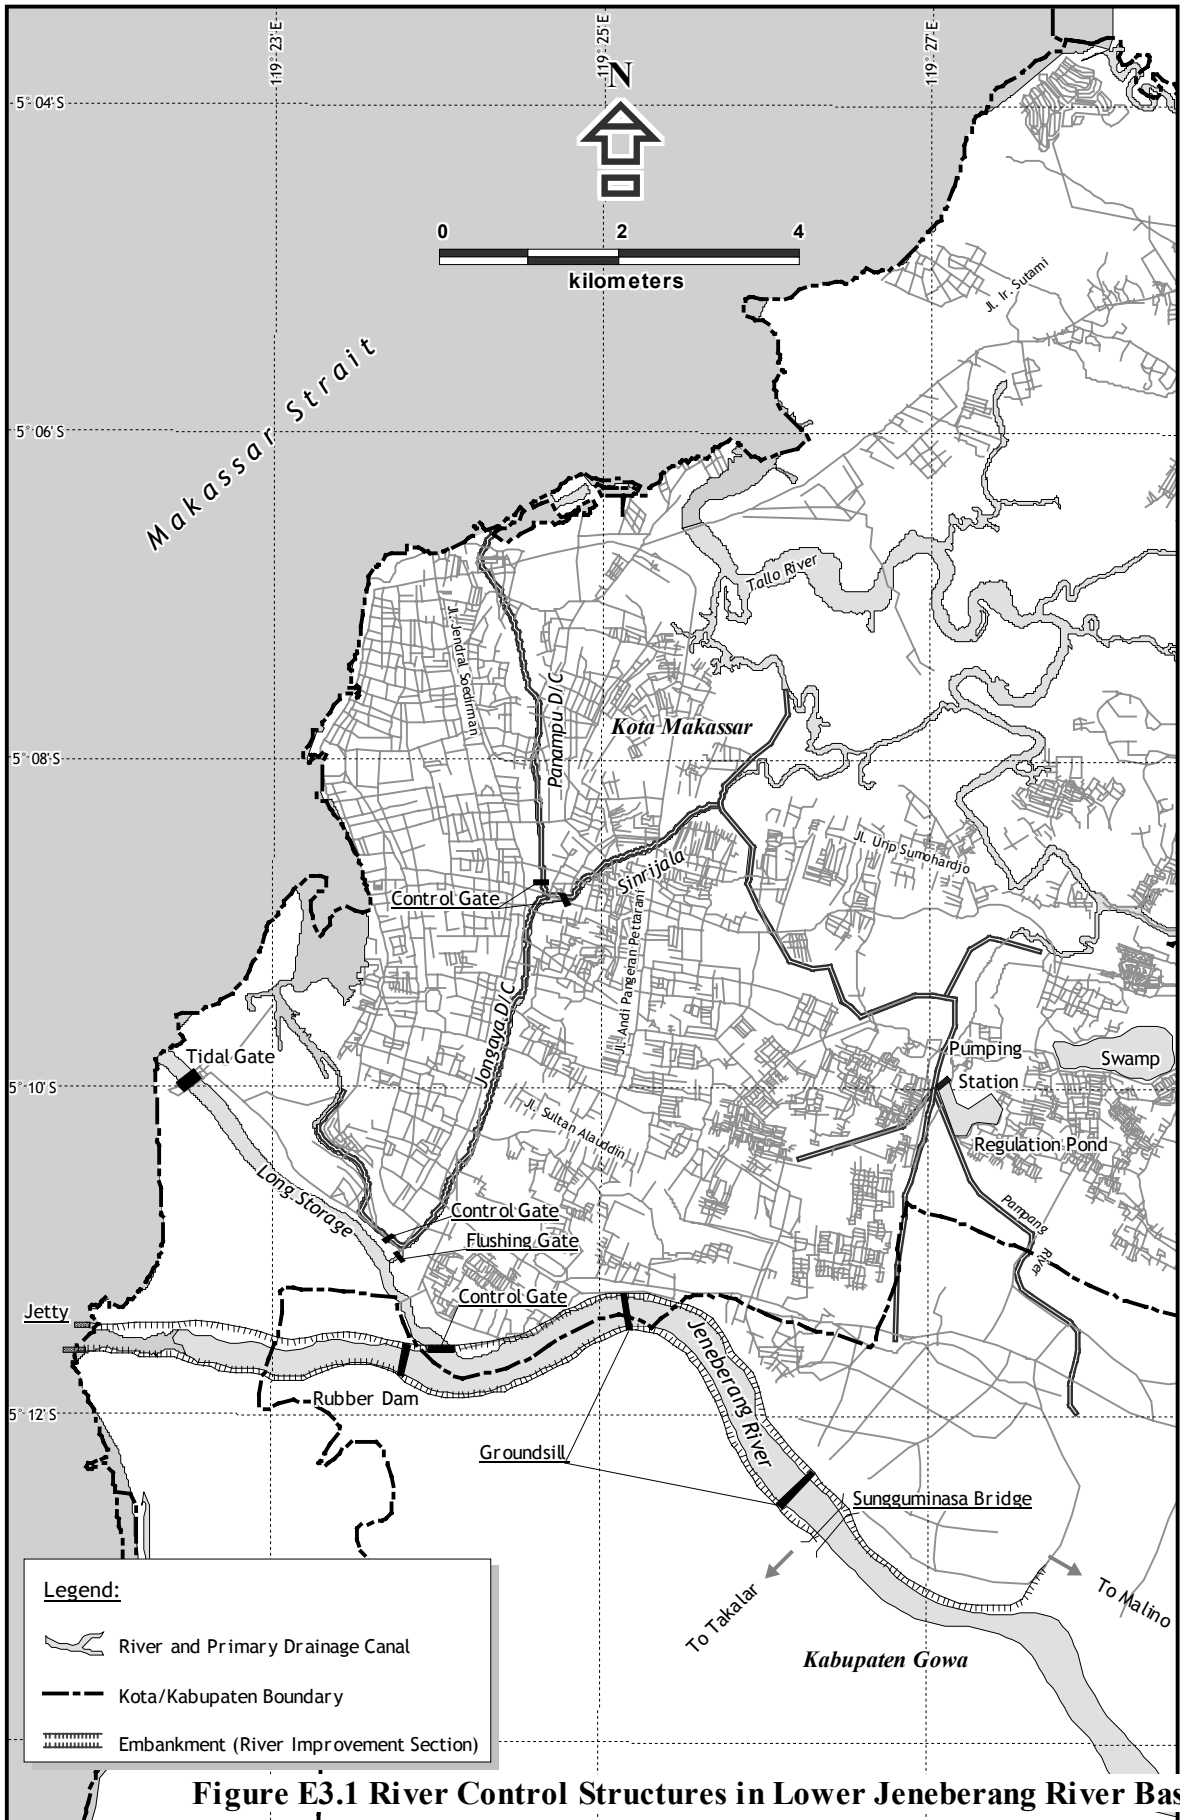 119° 23' E
119° 25' E
119° 27' E
N
5° 04' S
0 2 4
kilometers
Jl. Ir. Sutami
Makassar Strait
5° 06' S
Tallo River
Jl. Jendral Soedirman
Panampu D/C
Kota Makassar
5° 08' S
Jl. Urip Sumohardjo
Sinrijala
Control Gate
Jl. Andi Pangeran Pettarani
Jongaya D/C
Tidal Gate
Pumping
Station
Swamp
5° 10' S
Jl. Sultan Alauddin
Regulation Pond
Long Storage
Pampang
River
Control Gate
Flushing Gate
Control Gate
Jetty
Jeneberang River
Rubber Dam
5° 12' S
Groundsill
Sungguminasa Bridge
To Takalar
To Malino
Kabupaten Gowa
Legend:
River and Primary Drainage Canal
Kota/Kabupaten Boundary
Embankment (River Improvement Section)
Figure E3.1 River Control Structures in Lower Jeneberang River Bas